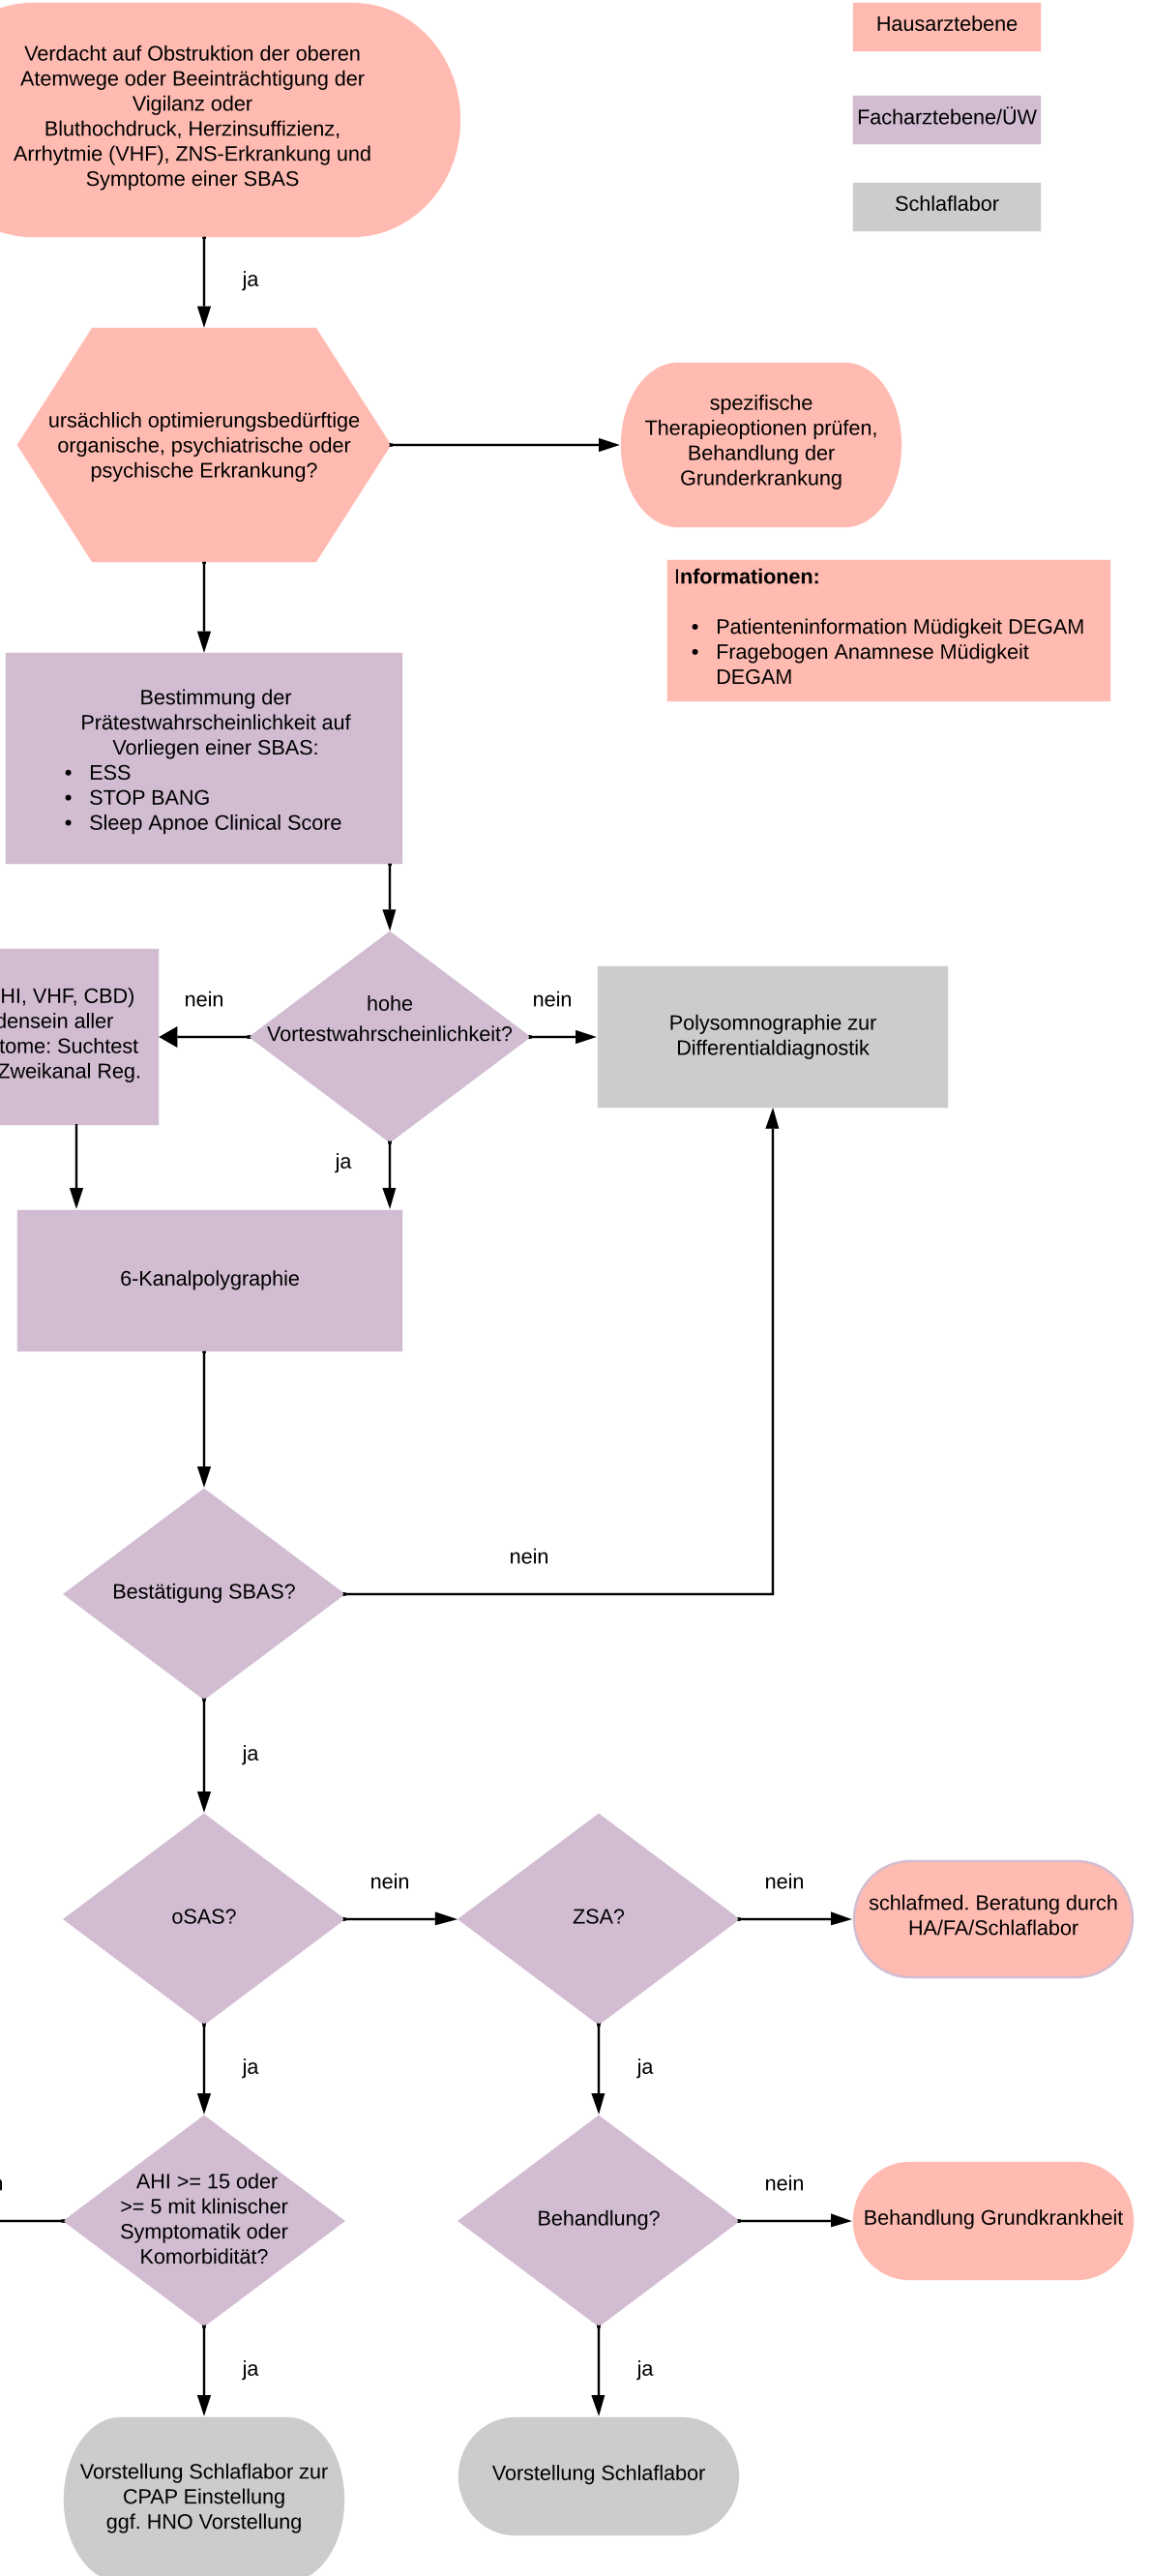 Verdacht auf Obstruktion der oberen
Atemwege oder Beeinträchtigung der
Vigilanz oder
Bluthochdruck, Herzinsuffizienz,
Arrhytmie (VHF), ZNS-Erkrankung und
Symptome einer SBAS
Hausarztebene
Facharztebene/ÜW
Schlaflabor
ja
ursächlich optimierungsbedürftige
organische, psychiatrische oder
psychische Erkrankung?
spezifische
Therapieoptionen prüfen,
Behandlung der
Grunderkrankung
Informationen:
• Patienteninformation Müdigkeit DEGAM
• Fragebogen Anamnese Müdigkeit
DEGAM
Bestimmung der
Prätestwahrscheinlichkeit auf
Vorliegen einer SBAS:
• ESS
• STOP BANG
• Sleep Apnoe Clinical Score
HI, VHF, CBD)
densein aller
tome: Suchtest
Zweikanal Reg.
nein
hohe
Vortestwahrscheinlichkeit?
nein
Polysomnographie zur
Differentialdiagnostik
ja
6-Kanalpolygraphie
Bestätigung SBAS?
nein
ja
oSAS?
nein
ZSA?
nein
schlafmed. Beratung durch
HA/FA/Schlaflabor
ja
ja
AHI >= 15 oder
>= 5 mit klinischer
Symptomatik oder
Komorbidität?
Behandlung?
nein
Behandlung Grundkrankheit
ja
ja
Vorstellung Schlaflabor zur
CPAP Einstellung
ggf. HNO Vorstellung
Vorstellung Schlaflabor